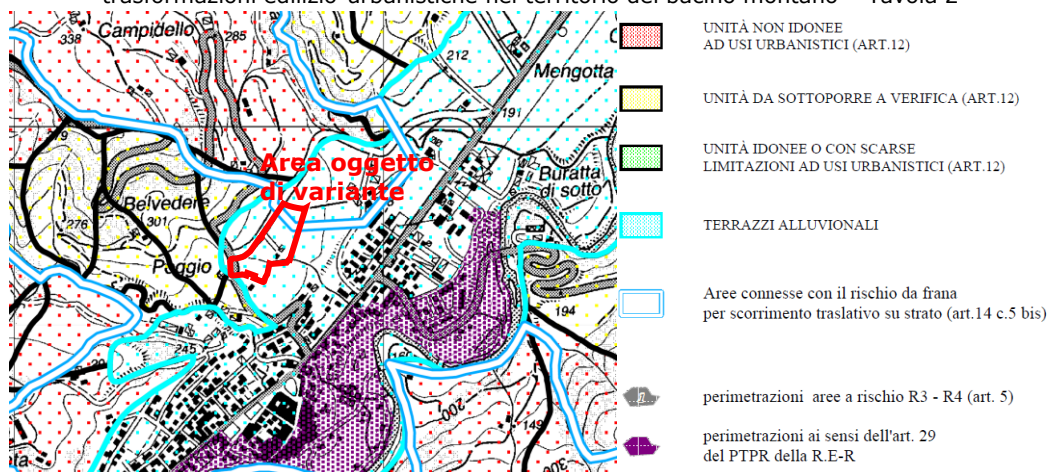 trasformazioni edilizio-urbanistiche nel territorio del bacino montano – Tavola 2
338
Campidello
285
212
Mengotta
191
Area oggetto
di variante
Buratta
di sotto
Belvedere
276
301
Poggio
194
245
160
200
149
UNITÀ NON IDONEE
AD USI URBANISTICI (ART.12)
UNITÀ DA SOTTOPORRE A VERIFICA (ART.12)
UNITÀ IDONEE O CON SCARSE
LIMITAZIONI AD USI URBANISTICI (ART.12)
TERRAZZI ALLUVIONALI
Aree connesse con il rischio da frana
per scorrimento traslativo su strato (art.14 c.5 bis)
perimetrazioni aree a rischio R3 - R4 (art. 5)
perimetrazioni ai sensi dell'art. 29
del PTPR della R.E-R